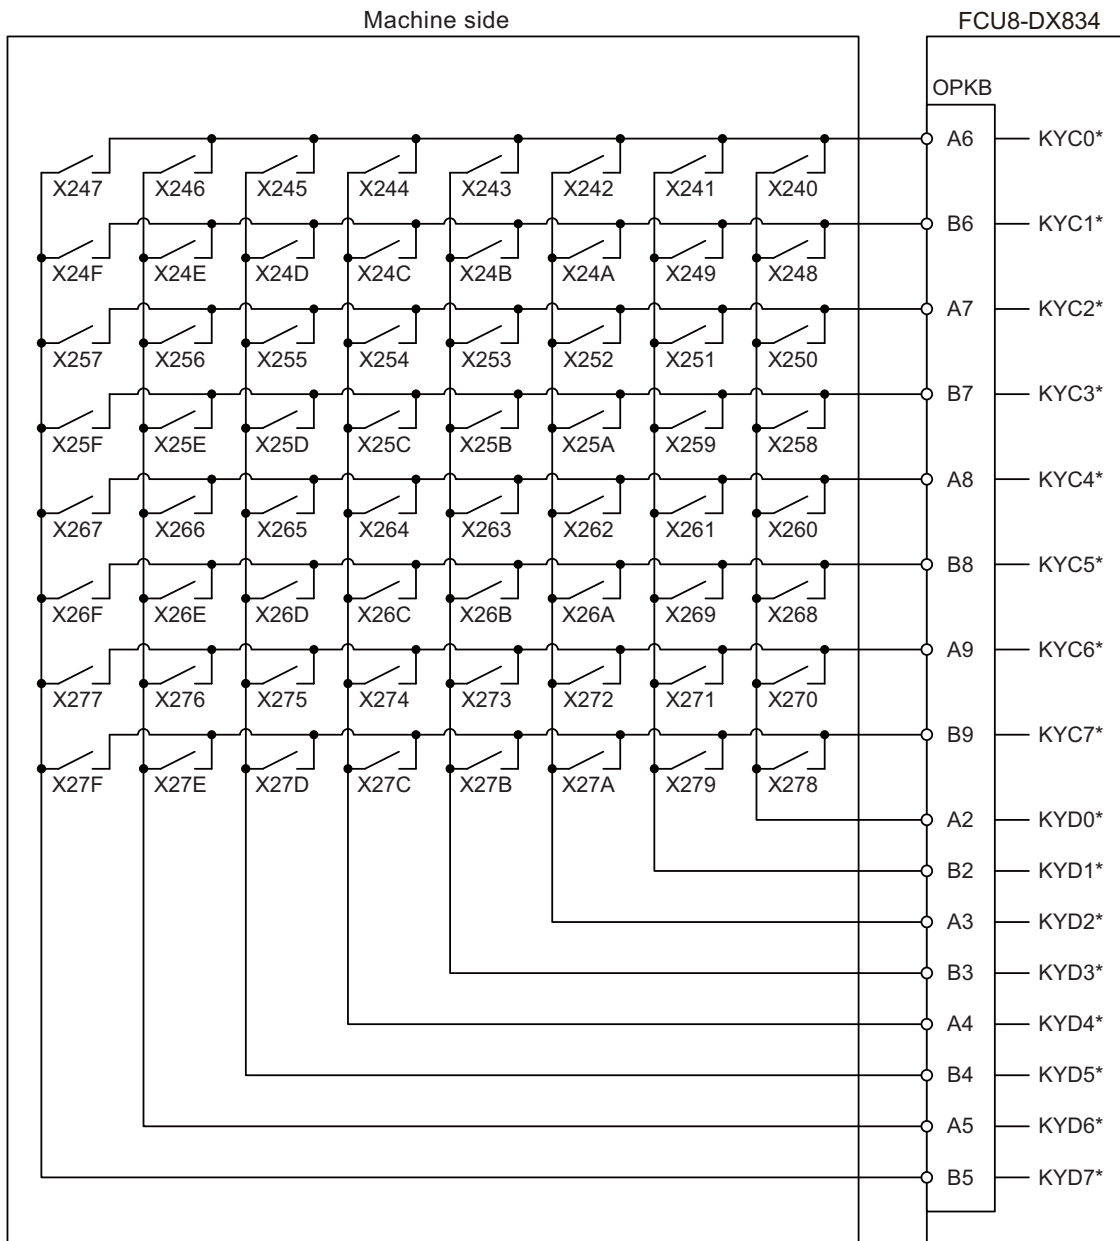 Machine side
FCU8-DX834
OPKB
A6 KYC0*
X247 X246 X245 X244 X243 X242 X241 X240
B6 KYC1*
X24F X24E X24D X24C X24B X24A X249 X248
A7 KYC2*
X257 X256 X255 X254 X253 X252 X251 X250
B7 KYC3*
X25F X25E X25D X25C X25B X25A X259 X258
A8 KYC4*
X267 X266 X265 X264 X263 X262 X261 X260
B8 KYC5*
X26F X26E X26D X26C X26B X26A X269 X268
A9 KYC6*
X277 X276 X275 X274 X273 X272 X271 X270
B9 KYC7*
X27F X27E X27D X27C X27B X27A X279 X278
A2 KYD0*
B2 KYD1*
A3 KYD2*
B3 KYD3*
A4 KYD4*
B4 KYD5*
A5 KYD6*
B5 KYD7*